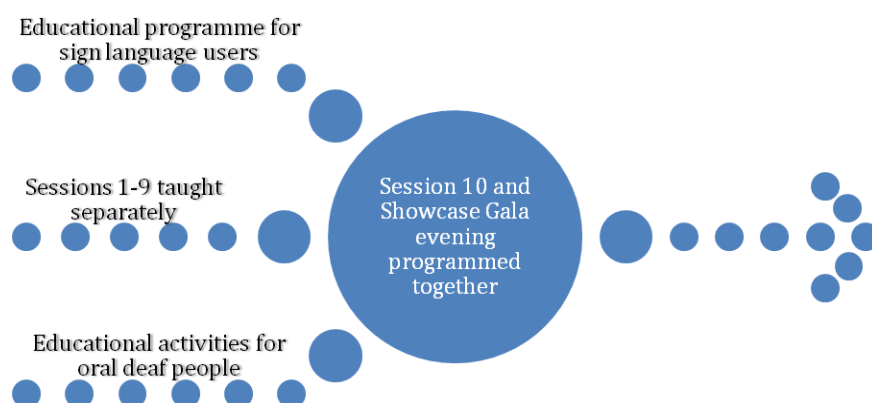 Educational programme for
sign language users
Sessions 1-9 taught
separately
Educational activities for
oral deaf people
Session 10 and
Showcase Gala
evening
programmed
together